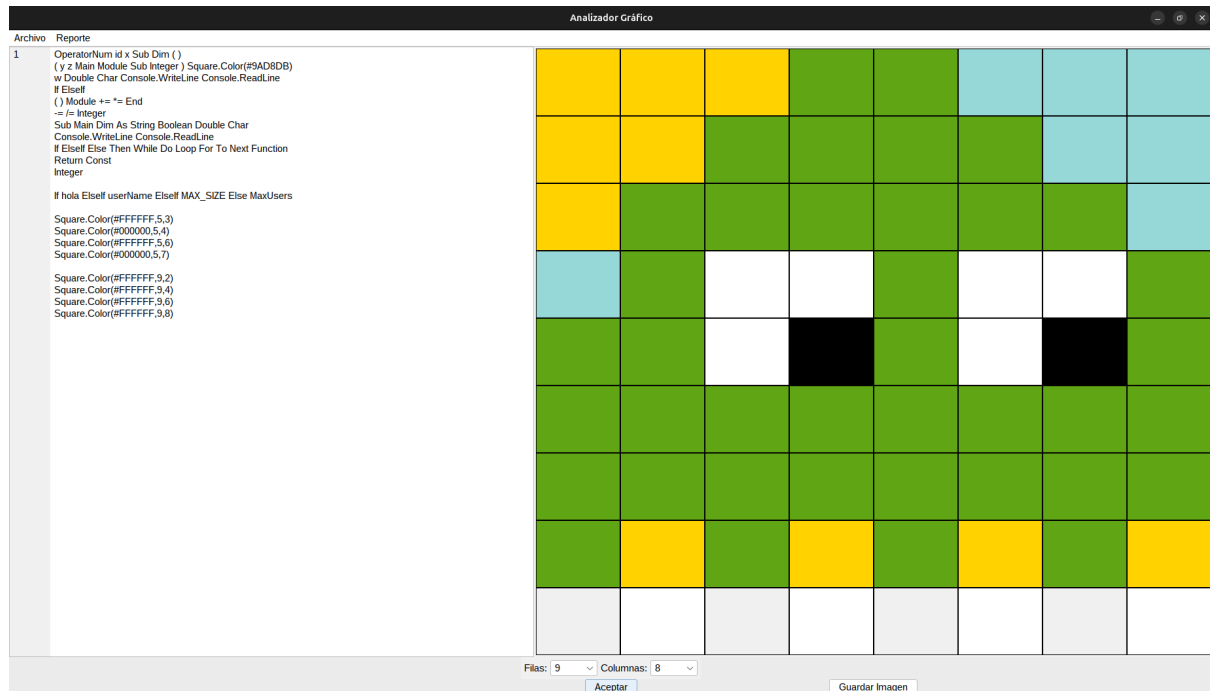 Analizador Gráfico
Archivo Reporte
1
OperatorNum id x Sub Dim ( )
( y z Main Module Sub Integer ) Square.Color(#9AD8DB)
w Double Char Console.WriteLine Console.ReadLine
If ElseIf
( ) Module += *= End
-= /= Integer
Sub Main Dim As String Boolean Double Char
Console.WriteLine Console.ReadLine
If ElseIf Else Then While Do Loop For To Next Function
Return Const
Integer
If hola ElseIf userName ElseIf MAX_SIZE Else MaxUsers
Square.Color(#FFFFFF,5,3)
Square.Color(#000000,5,4)
Square.Color(#FFFFFF,5,6)
Square.Color(#000000,5,7)
Square.Color(#FFFFFF,9,2)
Square.Color(#FFFFFF,9,4)
Square.Color(#FFFFFF,9,6)
Square.Color(#FFFFFF,9,8)
Filas: 9 Columnas: 8
Aceptar Guardar Imagen